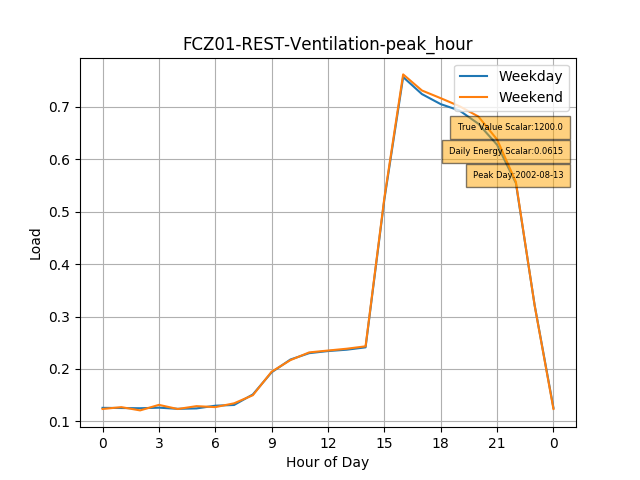 FCZ01-REST-Ventilation-peak_hour
Weekday
Weekend
True Value Scalar:1200.0
Daily Energy Scalar:0.0615
Peak Day:2002-08-13
Load
0.7
0.6
0.5
0.4
0.3
0.2
0.1
0 3 6 9 12 15 18 21 0
Hour of Day